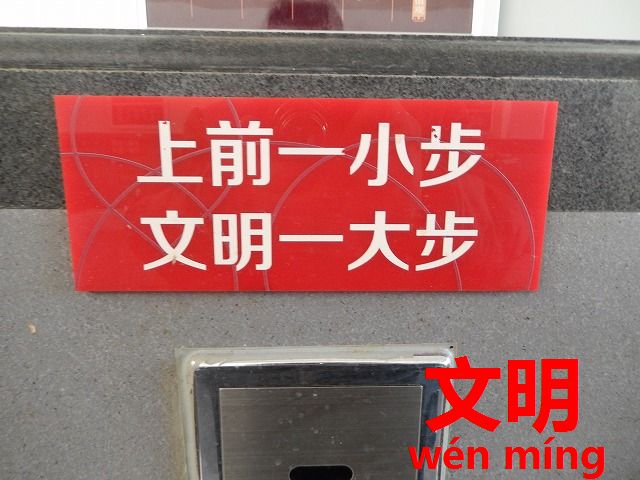 上前一小步
文明一大步
文明
wén míng